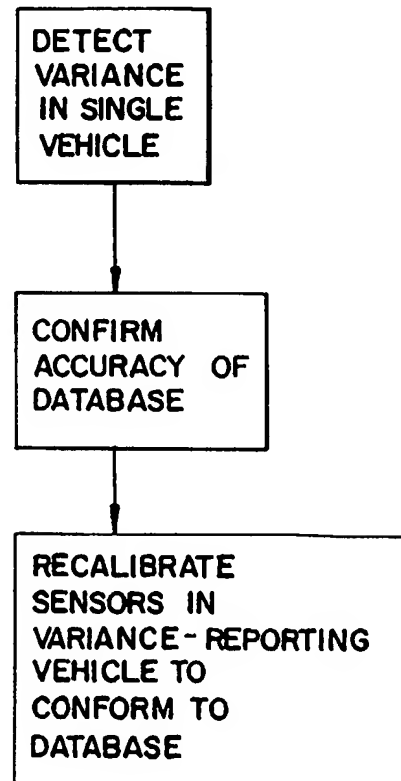 DETECT
VARIANCE
IN SINGLE
VEHICLE
CONFIRM
ACCURACY OF
DATABASE
RECALIBRATE
SENSORS IN
VARIANCE-REPORTING
VEHICLE TO
CONFORM TO
DATABASE